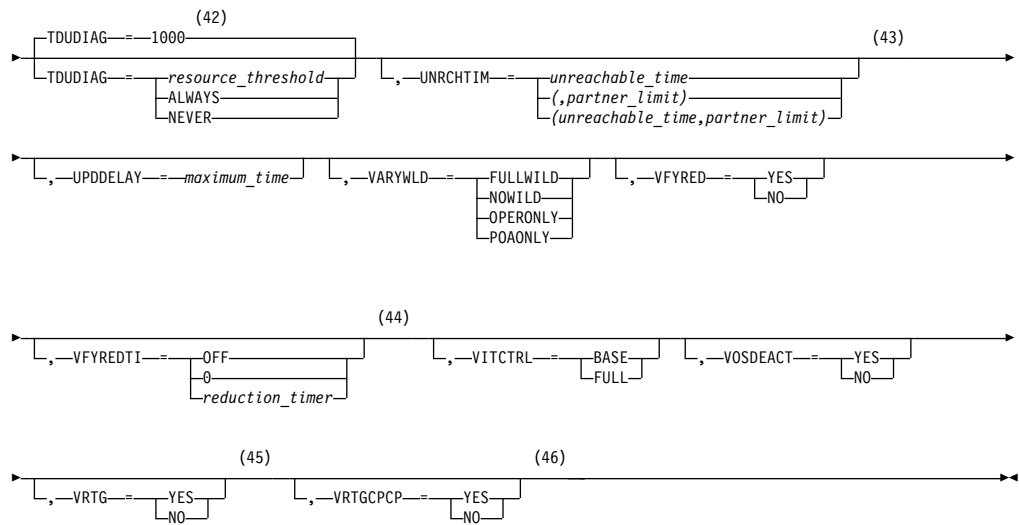 (42)
TDUDIAG = 1000 (43)
TDUDIAG = resource_threshold , UNRCHTIM = unreachable_time
ALWAYS (,partner_limit)
NEVER (unreachable_time,partner_limit)
, UPDDELAY = maximum_time , VARYWLD = FULLWILD , VFYRED = YES
NOWILD NO
OPERONLY
POAONLY
(44)
, VFYREDTI = OFF , VITCTRL = BASE , VOSDEACT = YES
0 FULL NO
reduction_timer
(45) (46)
, VRTG = YES , VRTGCPCP = YES
NO NO